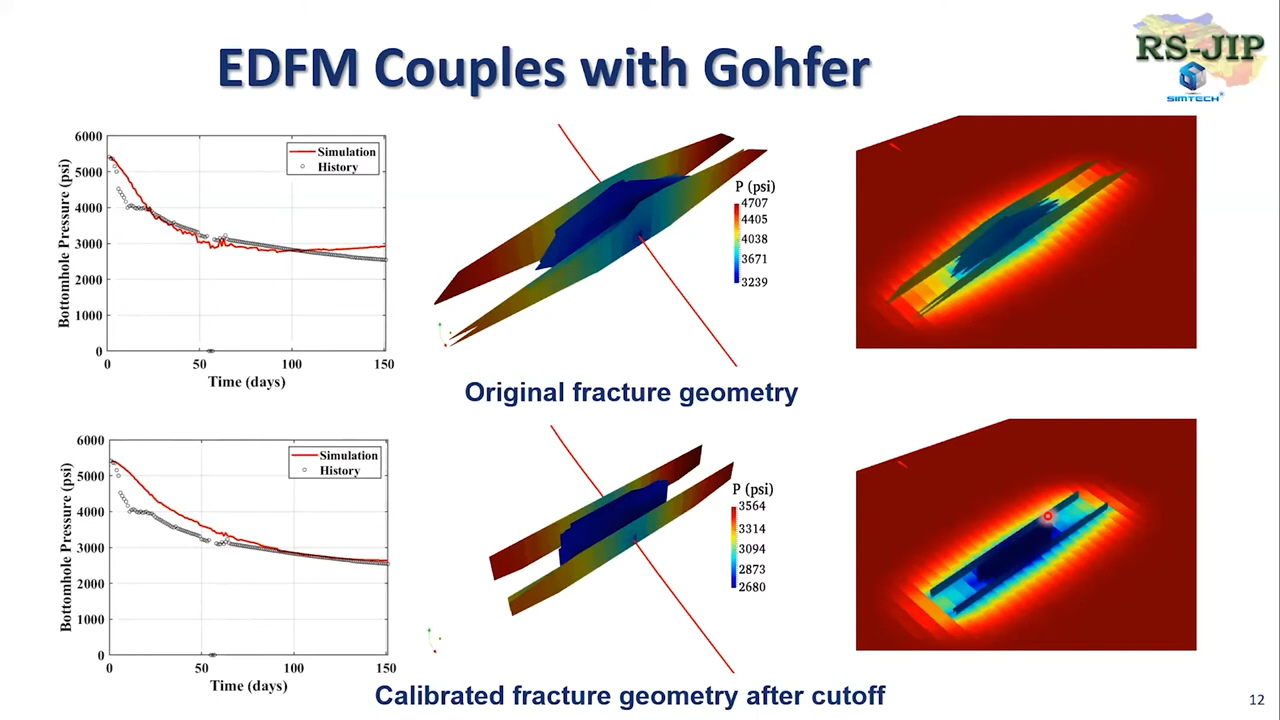 EDFM Couples with Gohfer
RS-JIP
SIMTECH
6000
5000
4000
3000
2000
1000
0
Bottomhole Pressure (psi)
Simulation
History
0
50
100
150
Time (days)
P (psi)
4707
4405
4038
3671
3239
Original fracture geometry
6000
5000
4000
3000
2000
1000
0
Bottomhole Pressure (psi)
Simulation
History
0
50
100
150
Time (days)
P (psi)
3564
3314
3094
2873
2680
Calibrated fracture geometry after cutoff
12